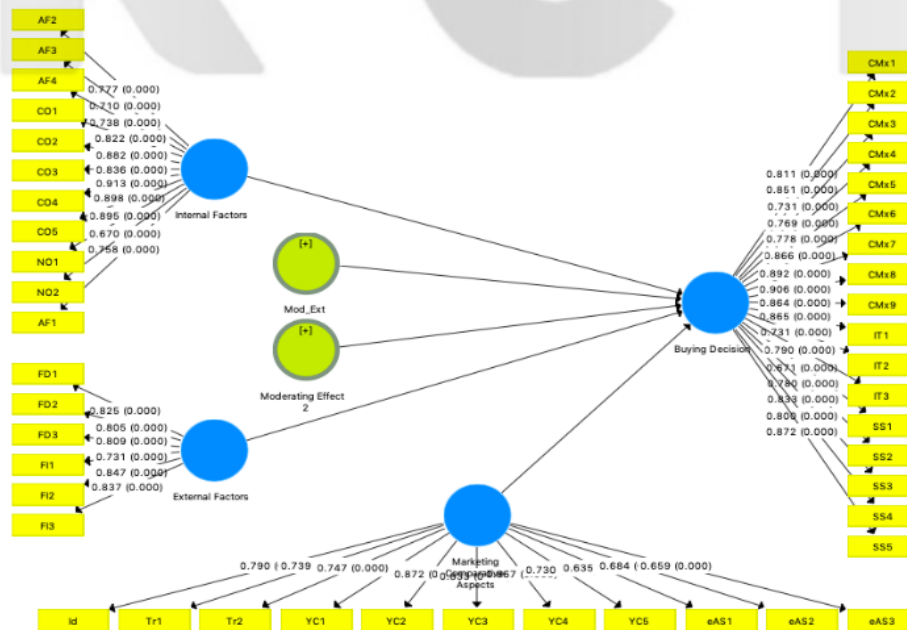 AF2
AF3
AF4
CO1
CO2
CO3
CO4
CO5
NO1
NO2
AF1
0.777 (0.000)
0.710 (0.000)
0.738 (0.000)
0.822 (0.000)
0.882 (0.000)
0.836 (0.000)
0.913 (0.000)
0.898 (0.000)
0.895 (0.000)
0.670 (0.000)
0.758 (0.000)
Internal Factors
[+]
Mod_Ext
[+]
Moderating Effect
2
FD1
FD2
FD3
FI1
FI2
FI3
0.825 (0.000)
0.805 (0.000)
0.809 (0.000)
0.731 (0.000)
0.847 (0.000)
0.837 (0.000)
External Factors
Buying Decision
0.811 (0.000)
0.851 (0.000)
0.731 (0.000)
0.769 (0.000)
0.778 (0.000)
0.866 (0.000)
0.892 (0.000)
0.906 (0.000)
0.864 (0.000)
0.865 (0.000)
0.731 (0.000)
0.790 (0.000)
0.671 (0.000)
0.780 (0.000)
0.833 (0.000)
0.800 (0.000)
0.872 (0.000)
CMx1
CMx2
CMx3
CMx4
CMx5
CMx6
CMx7
CMx8
CMx9
IT1
IT2
IT3
SS1
SS2
SS3
SS4
SS5
Marketing
Aspects
0.790 ( 0.739 0.747 (0.000) 0.872 (0 0.730 0.635 0.684 ( 0.659 (0.000)
Id Tr1 Tr2 YC1 YC2 YC3 YC4 YC5 eAS1 eAS2 eAS3